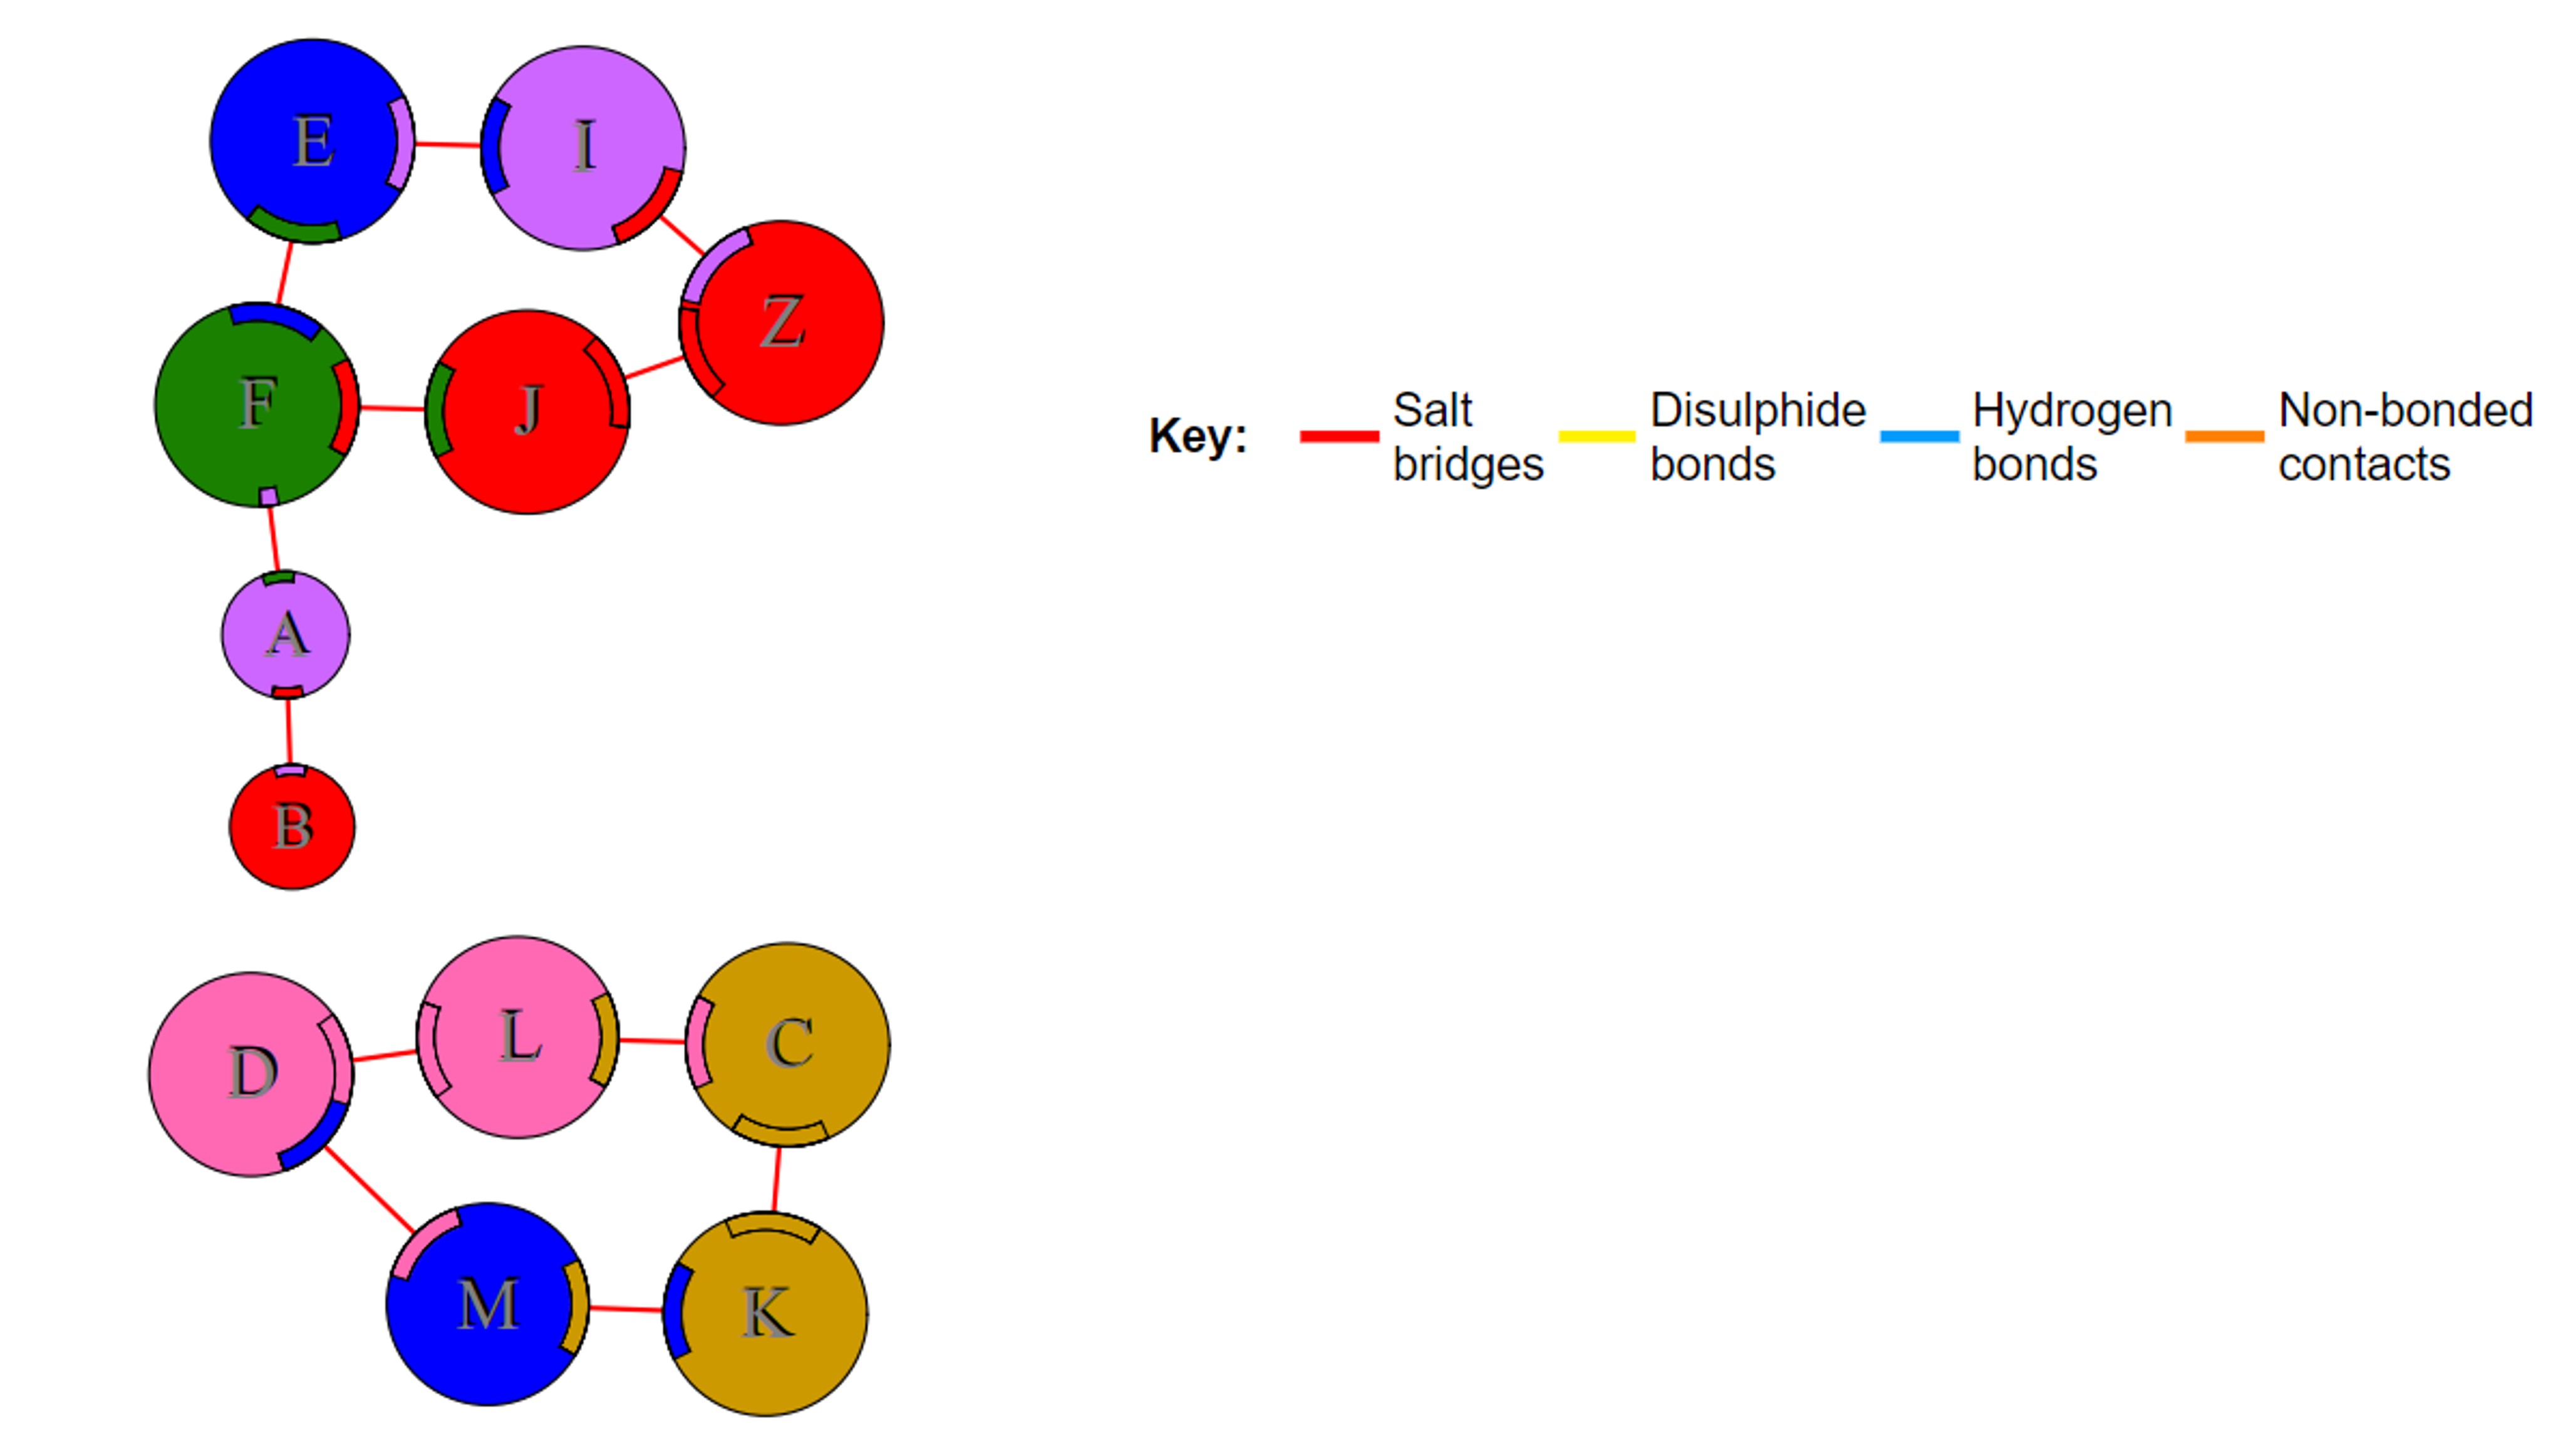 E I
Z
F J
A
B
D L C
M K
Key: Salt bridges Disulphide bonds Hydrogen bonds Non-bonded contacts